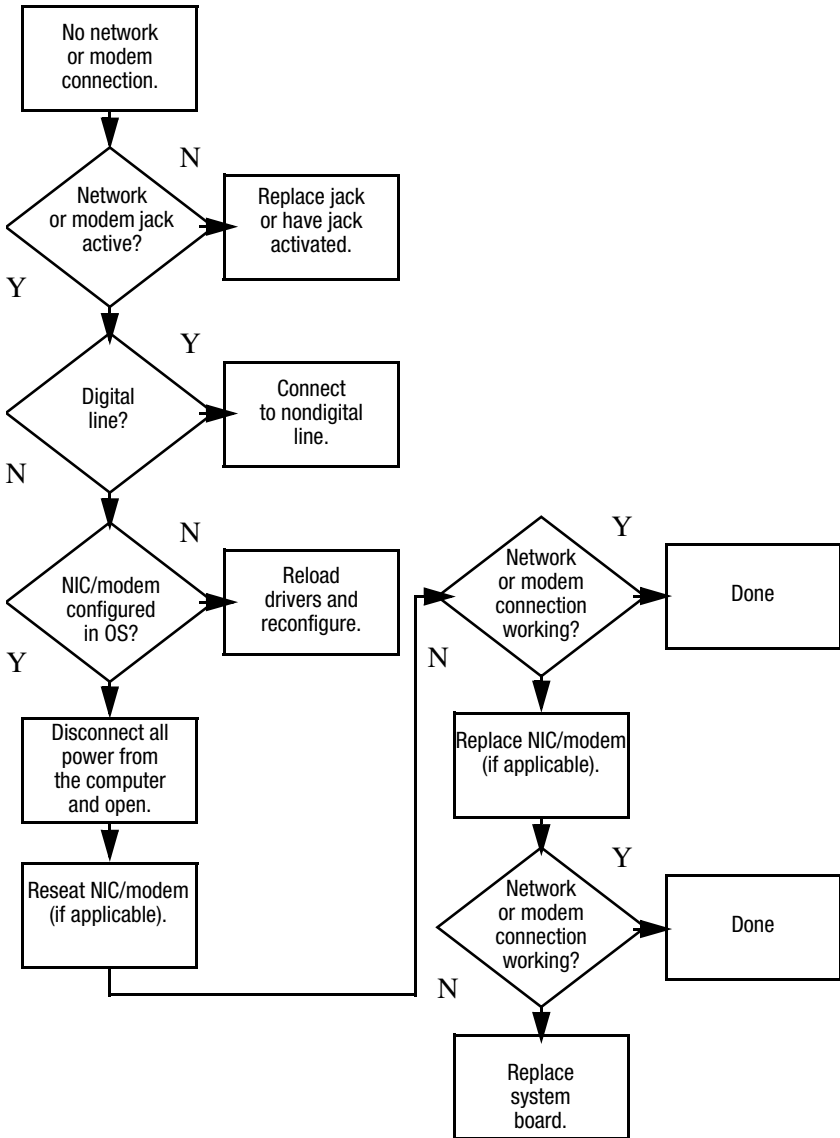 No network
or modem
connection.
N
Network
or modem jack
active?
Replace jack
or have jack
activated.
Y
Y
Digital
line?
Connect
to nondigital
line.
N
N
NIC/modem
configured
in OS?
Reload
drivers and
reconfigure.
Y
Disconnect all
power from
the computer
and open.
Reseat NIC/modem
(if applicable).
Y
Network
or modem
connection
working?
Done
N
Replace NIC/modem
(if applicable).
Y
Network
or modem
connection
working?
Done
N
Replace
system
board.